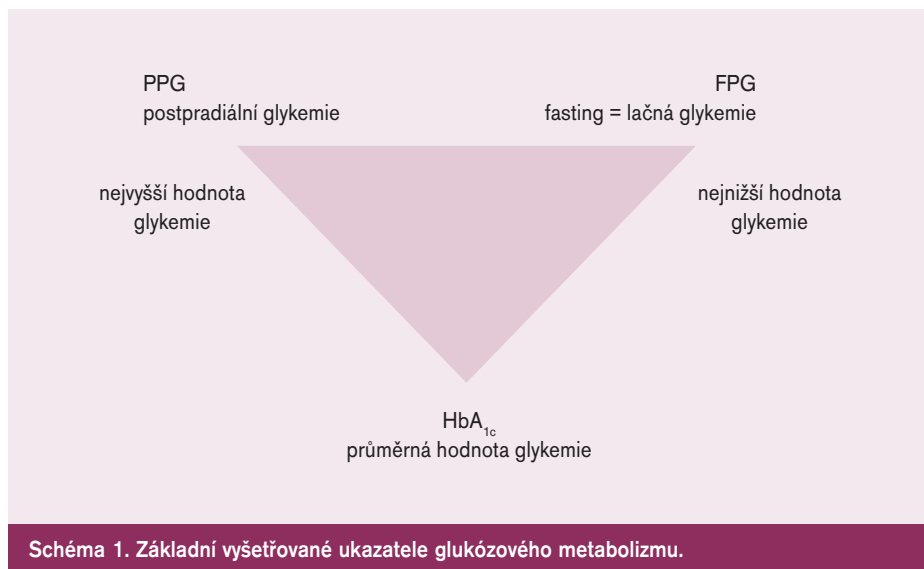 PPG
postpradiální glykemie
FPG
fasting = lačná glykemie
nejvyšší hodnota
glykemie
nejnižší hodnota
glykemie
HbA1c
průměrná hodnota glykemie
Schéma 1. Základní vyšetřované ukazatele glukózového metabolizmu.